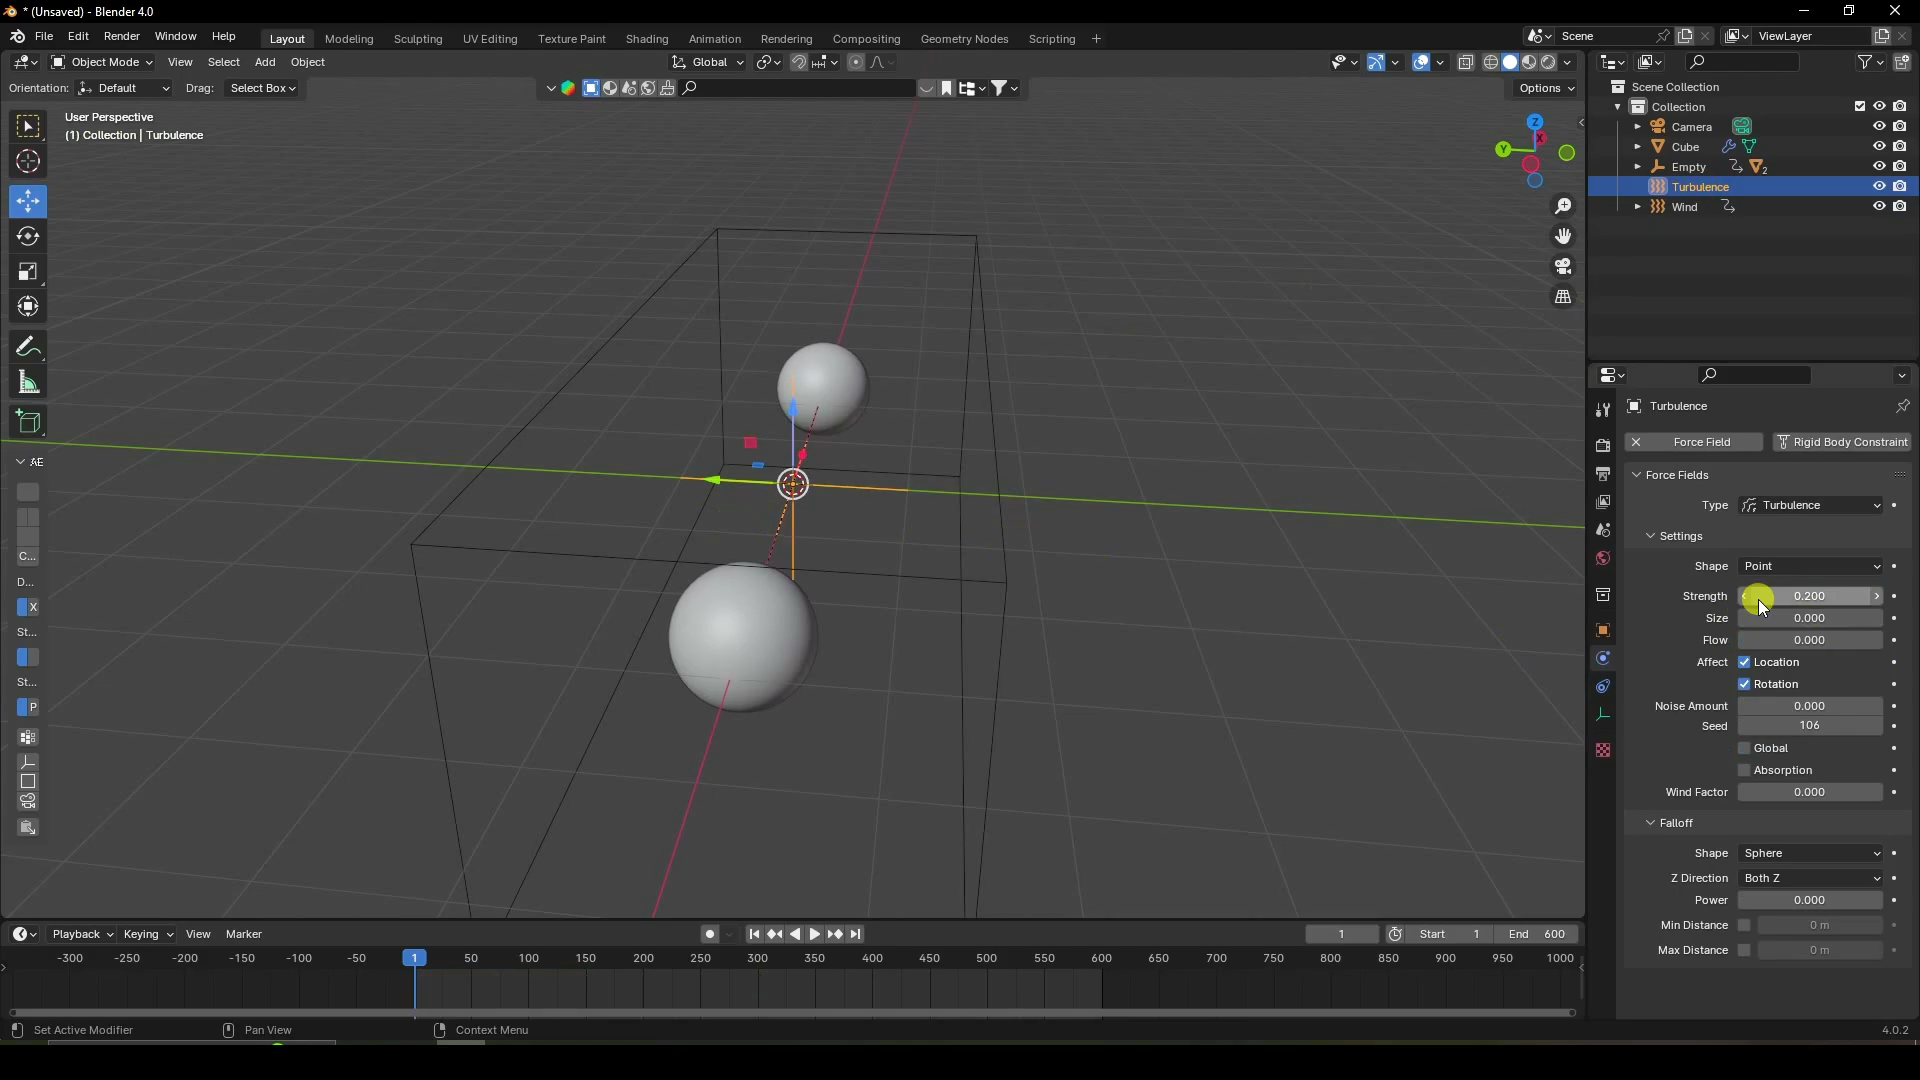 * (Unsaved) - Blender 4.0
File Edit Render Window Help Layout Modeling Sculpting UV Editing Texture Paint Shading Animation Rendering Compositing Geometry Nodes Scripting + Scene ViewLayer
Object Mode View Select Add Object Global
Orientation: Default Drag: Select Box Options
User Perspective
(1) Collection | Turbulence
Z
X
Y
AE
C...
D...
X
St...
St...
P
Scene Collection
Collection
Camera
Cube
Empty 2
Turbulence
Wind
Turbulence
Force Field Rigid Body Constraint
Force Fields
Type Turbulence
Settings
Shape Point
Strength 0.200
Size 0.000
Flow 0.000
Affect Location
Rotation
Noise Amount 0.000
Seed 106
Global
Absorption
Wind Factor 0.000
Falloff
Shape Sphere
Z Direction Both Z
Power 0.000
Min Distance 0 m
Max Distance 0 m
Playback Keying View Marker 1 Start 1 End 600
-300 -250 -200 -150 -100 -50 1 50 100 150 200 250 300 350 400 450 500 550 600 650 700 750 800 850 900 950 1000
Set Active Modifier Pan View Context Menu 4.0.2